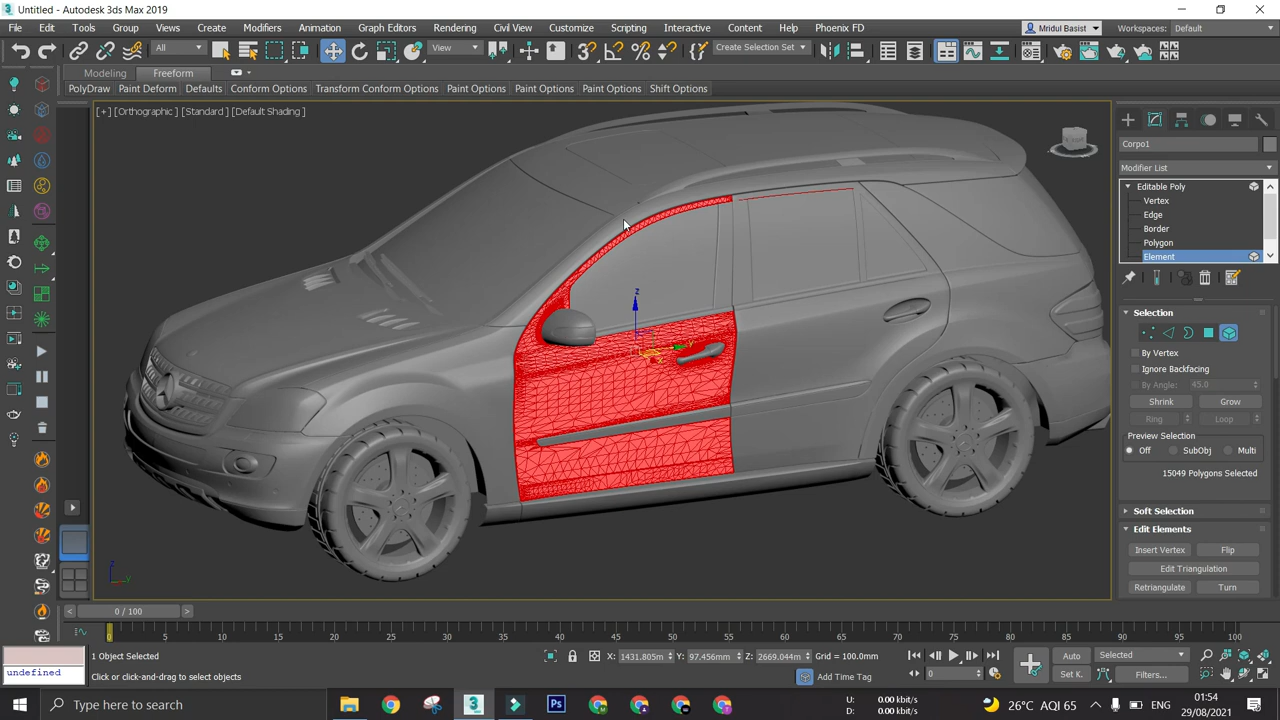 Untitled - Autodesk 3ds Max 2019
File Edit Tools Group Views Create Modifiers Animation Graph Editors Rendering Civil View Customize Scripting Interactive Content Phoenix FD Mridul Basist Workspaces: Default
All View Create Selection Set
Modeling Freeform
PolyDraw Paint Deform Defaults Conform Options Transform Conform Options Paint Options Paint Options Paint Options Shift Options
[+] [Orthographic ] [Standard ] [Default Shading ]
Corpo1
Modifier List
Editable Poly
Vertex
Edge
Border
Polygon
Element
Selection
By Vertex
Ignore Backfacing
By Angle: 45.0
Shrink Grow
Ring Loop
Preview Selection
Off SubObj Multi
15049 Polygons Selected
Soft Selection
Edit Elements
Insert Vertex Flip
Edit Triangulation
Retriangulate Turn
z
y
z
y
< 0 / 100 >
0 5 10 15 20 25 30 35 40 45 50 55 60 65 70 75 80 85 90 95 100
1 Object Selected X: 1431.805m Y: 97.456mm Z: 2669.044m Grid = 100.0mm Auto Selected
undefined Click or click-and-drag to select objects Add Time Tag 0 Set K. Filters...
Type here to search
U: 0.00 kbit/s
D: 0.00 kbit/s
26°C AQI 65
ENG
01:54
29/08/2021